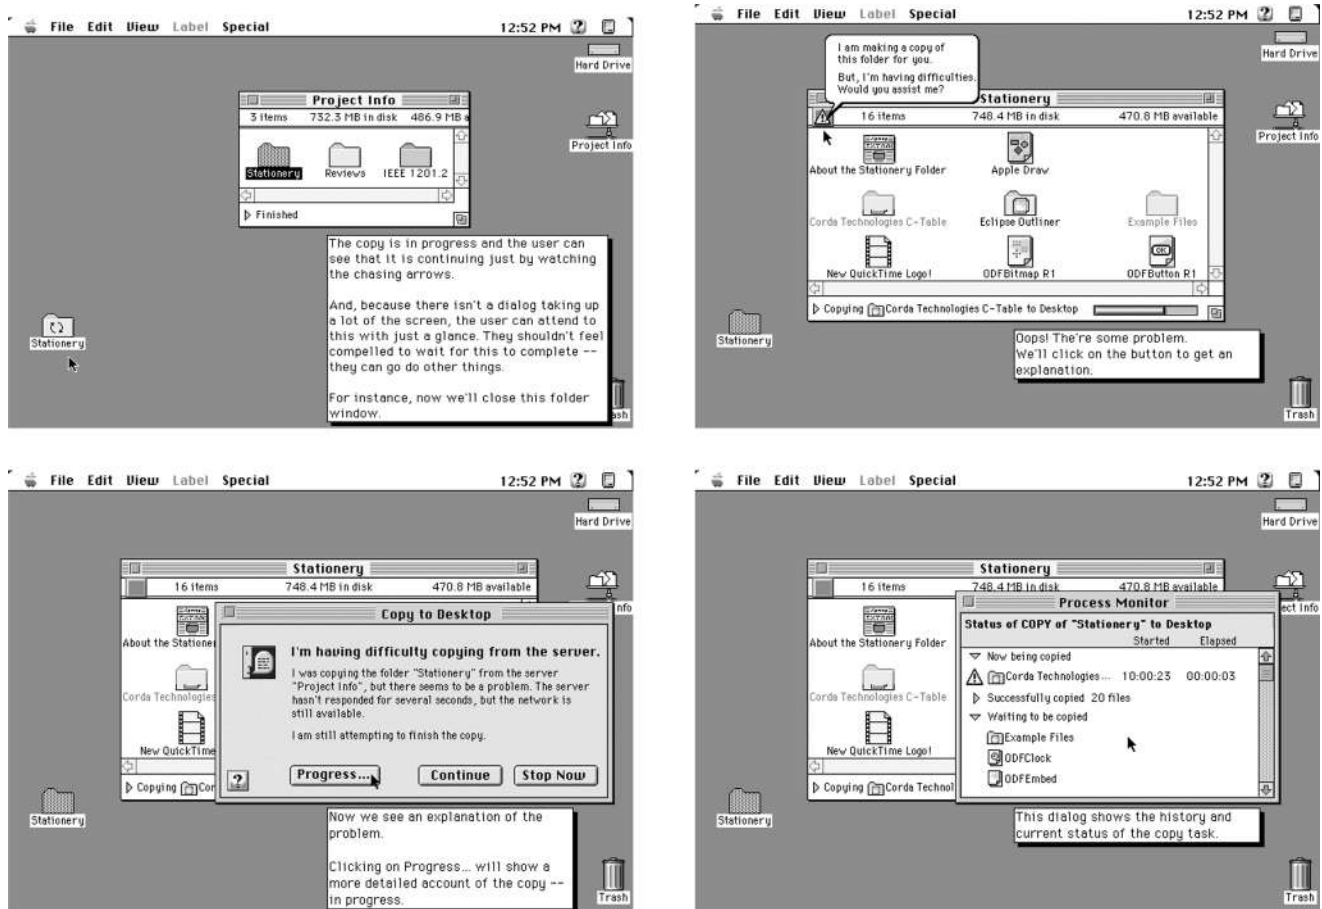 File Edit View Label Special 12:52 PM
Hard Drive
Project Info
3 items 732.3 MB in disk 486.9 MB a
Stationery Reviews IEEE 1201.2
Finished
Project Info
The copy is in progress and the user can
see that it is continuing just by watching
the chasing arrows.
And, because there isn't a dialog taking up
a lot of the screen, the user can attend to
this with just a glance. They shouldn't feel
compelled to wait for this to complete --
they can go do other things.
For instance, now we'll close this folder
window.
Stationery
ash
File Edit View Label Special 12:52 PM
Hard Drive
I am making a copy of
this folder for you.
But, I'm having difficulties.
Would you assist me?
Stationery
16 items 748.4 MB in disk 470.8 MB available
Project Info
About the Stationery Folder Apple Draw
Corda Technologies C-Table Eclipse Outliner Example Files
OK
New QuickTime Logo! ODFBitmap R1 ODFButton R1
Copying Corda Technologies C-Table to Desktop
Stationery
Oops! The're some problem.
We'll click on the button to get an
explanation.
Trash
File Edit View Label Special 12:52 PM
Hard Drive
Stationery
16 items 748.4 MB in disk 470.8 MB available
nfo
About the Statione
Corda Technologies
New QuickTime
Copying Cor
Copy to Desktop
I'm having difficulty copying from the server.
I was copying the folder "Stationery" from the server
"Project Info", but there seems to be a problem. The server
hasn't responded for several seconds, but the network is
still available.
I am still attempting to finish the copy.
? Progress... Continue Stop Now
Stationery
Now we see an explanation of the
problem.
Clicking on Progress... will show a
more detailed account of the copy --
in progress.
Trash
File Edit View Label Special 12:52 PM
Hard Drive
Stationery
16 items 748.4 MB in disk 470.8 MB available
ect Info
About the Stationery Folder
Corda Technologies C-Table
New QuickTime Logo!
Copying Corda Technol
Process Monitor
Status of COPY of "Stationery" to Desktop
Started Elapsed
Now being copied
Corda Technologies ... 10:00:23 00:00:03
Successfully copied 20 files
Waiting to be copied
Example Files
ODFClock
ODFEmbed
Stationery
This dialog shows the history and
current status of the copy task.
Trash